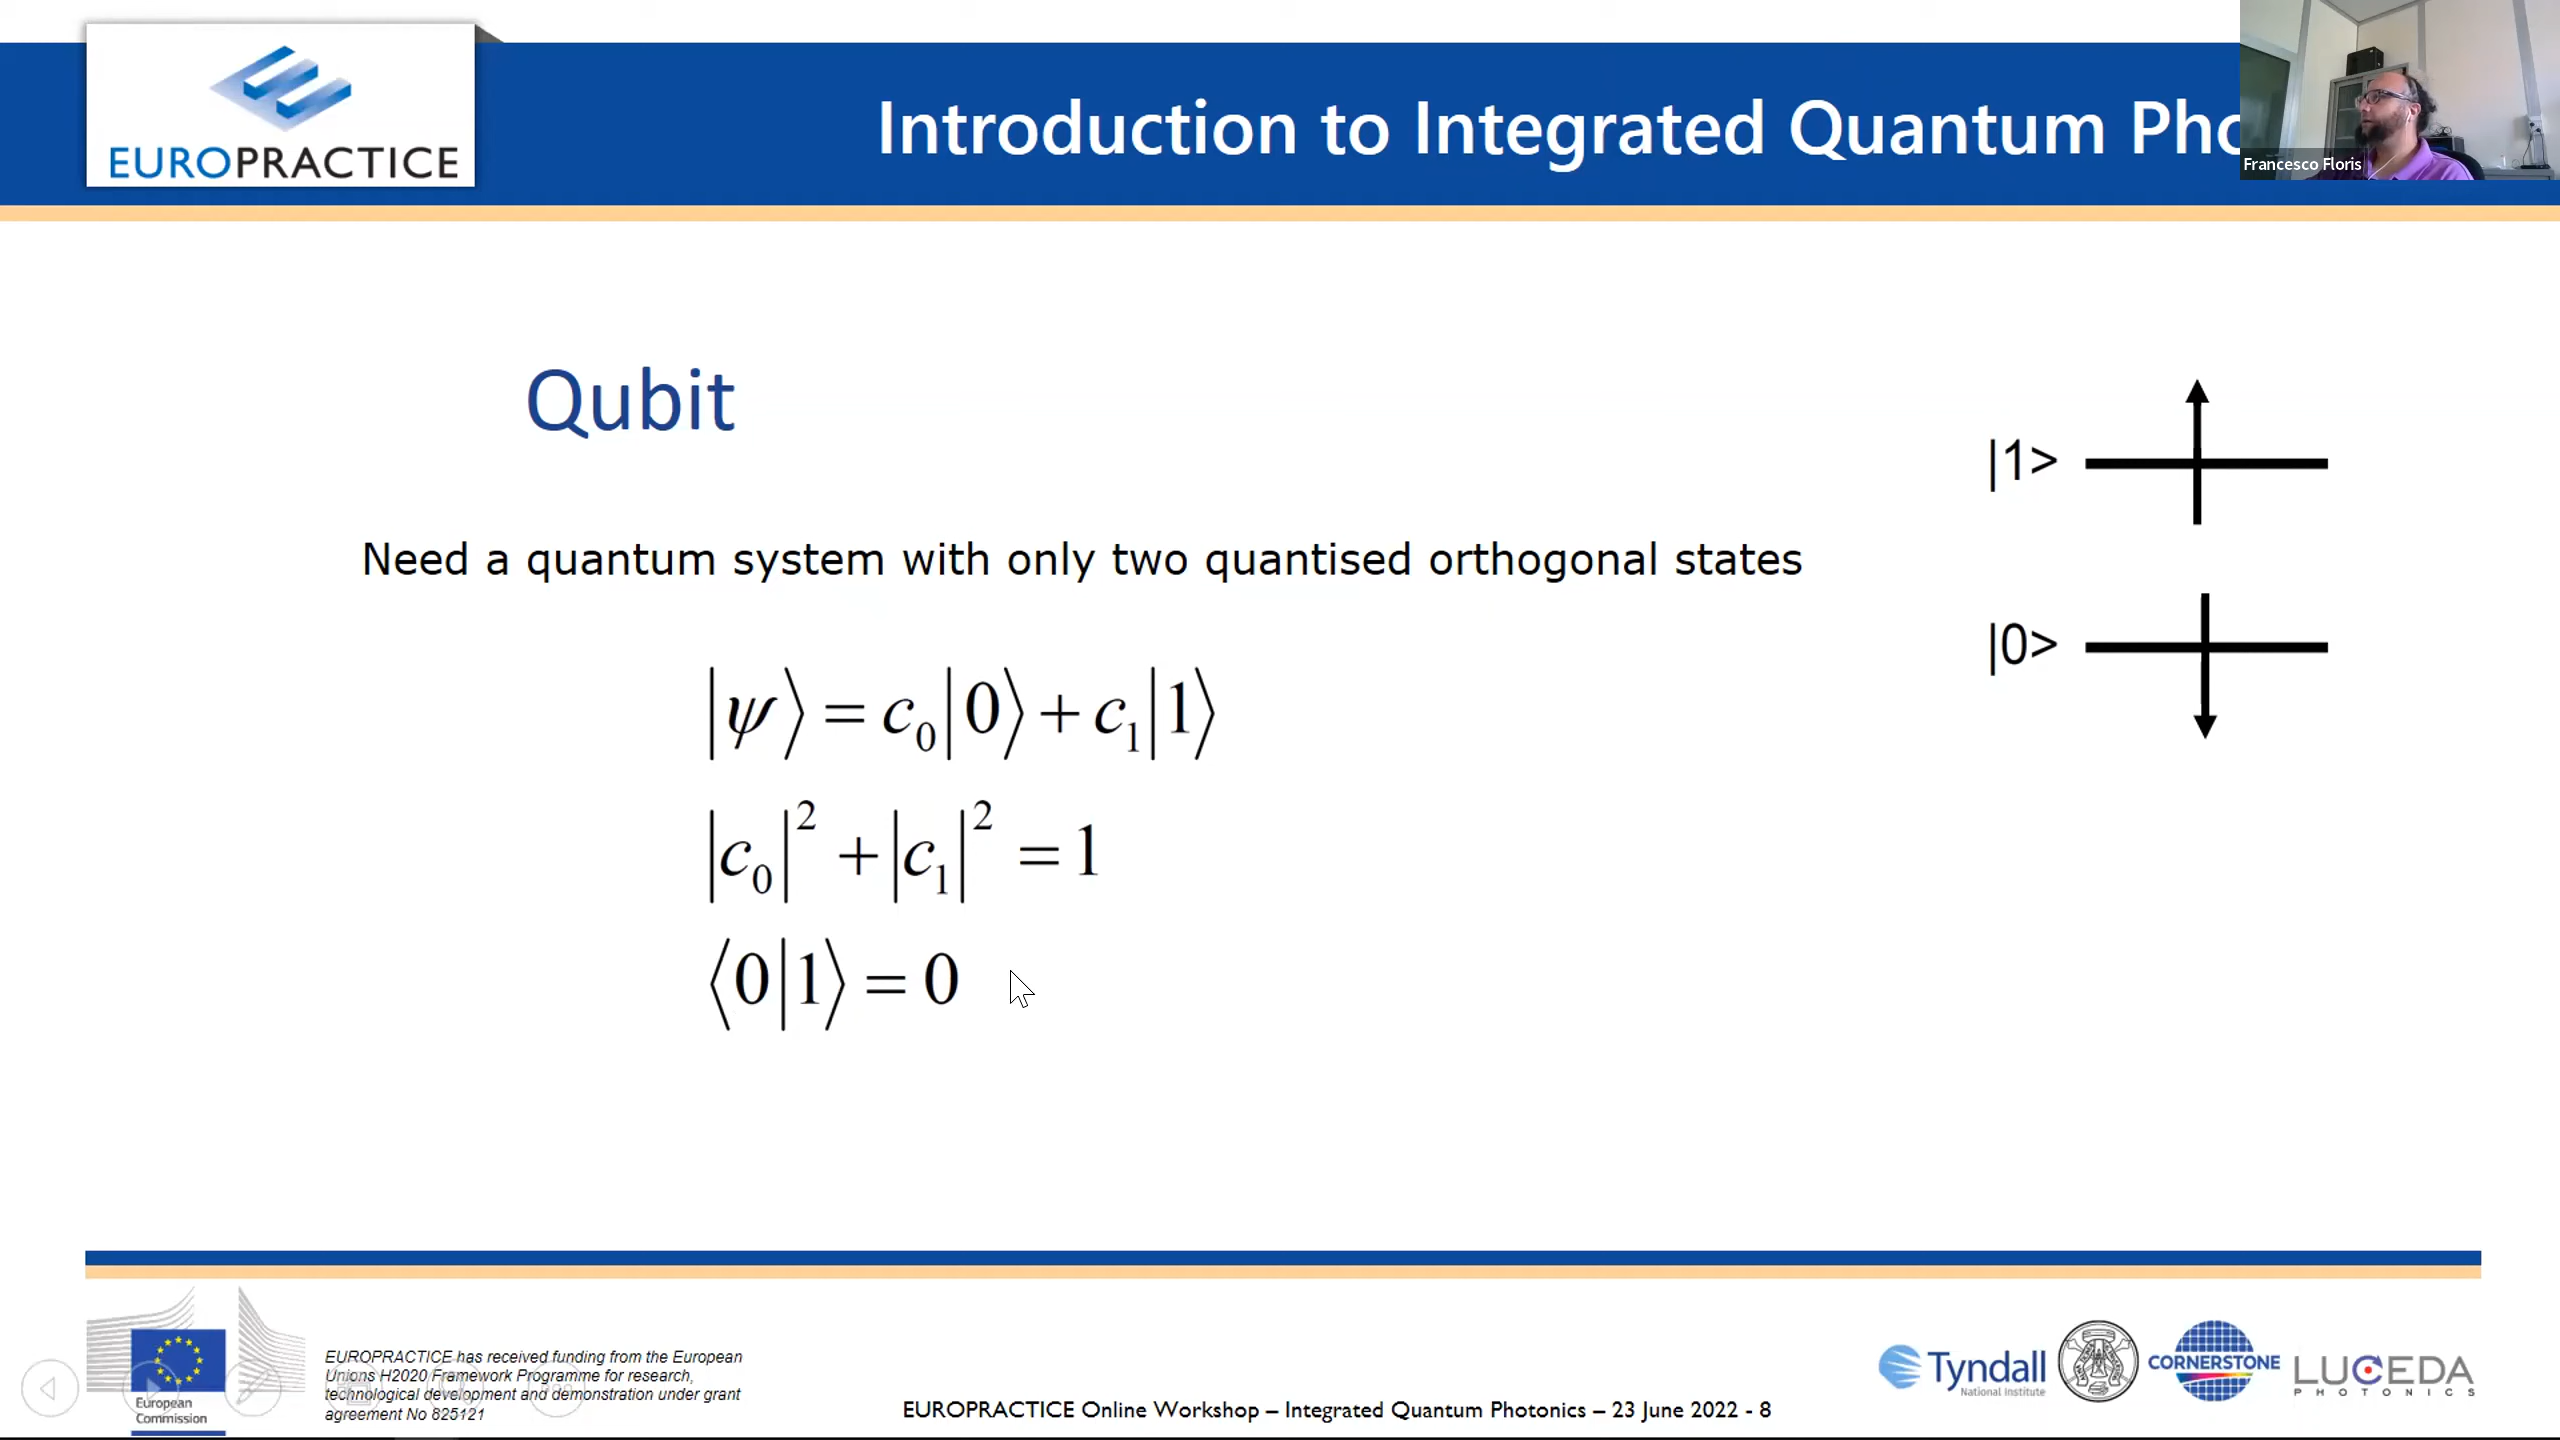 EUROPRACTICE
Introduction to Integrated Quantum Pho
Francesco Floris
Qubit
|1>
Need a quantum system with only two quantised orthogonal states
|0>
|ψ⟩ = c₀|0⟩ + c₁|1⟩
|c₀|² + |c₁|² = 1
⟨0|1⟩ = 0
European
Commission
EUROPRACTICE has received funding from the European
Unions H2020 Framework Programme for research,
technological development and demonstration under grant
agreement No 825121
EUROPRACTICE Online Workshop – Integrated Quantum Photonics – 23 June 2022 - 8
Tyndall
National Institute
CORNERSTONE
LUCEDA
PHOTONICS